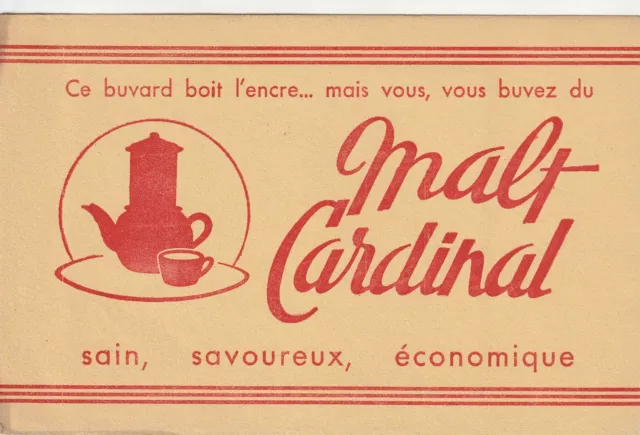 Ce buvard boit l'encre... mais vous, vous buvez du
Malt
Cardinal
sain, savoureux, économique